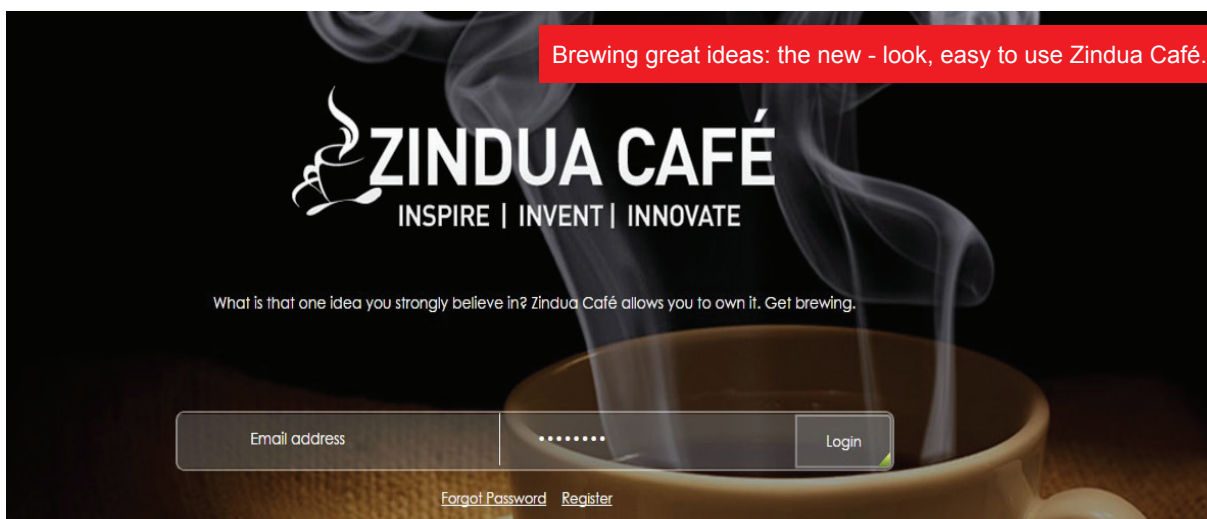 Brewing great ideas: the new - look, easy to use Zindua Café.
ZINDUA CAFÉ
INSPIRE | INVENT | INNOVATE
What is that one idea you strongly believe in? Zindua Café allows you to own it. Get brewing.
Email address •••••••• Login
Forgot Password Register